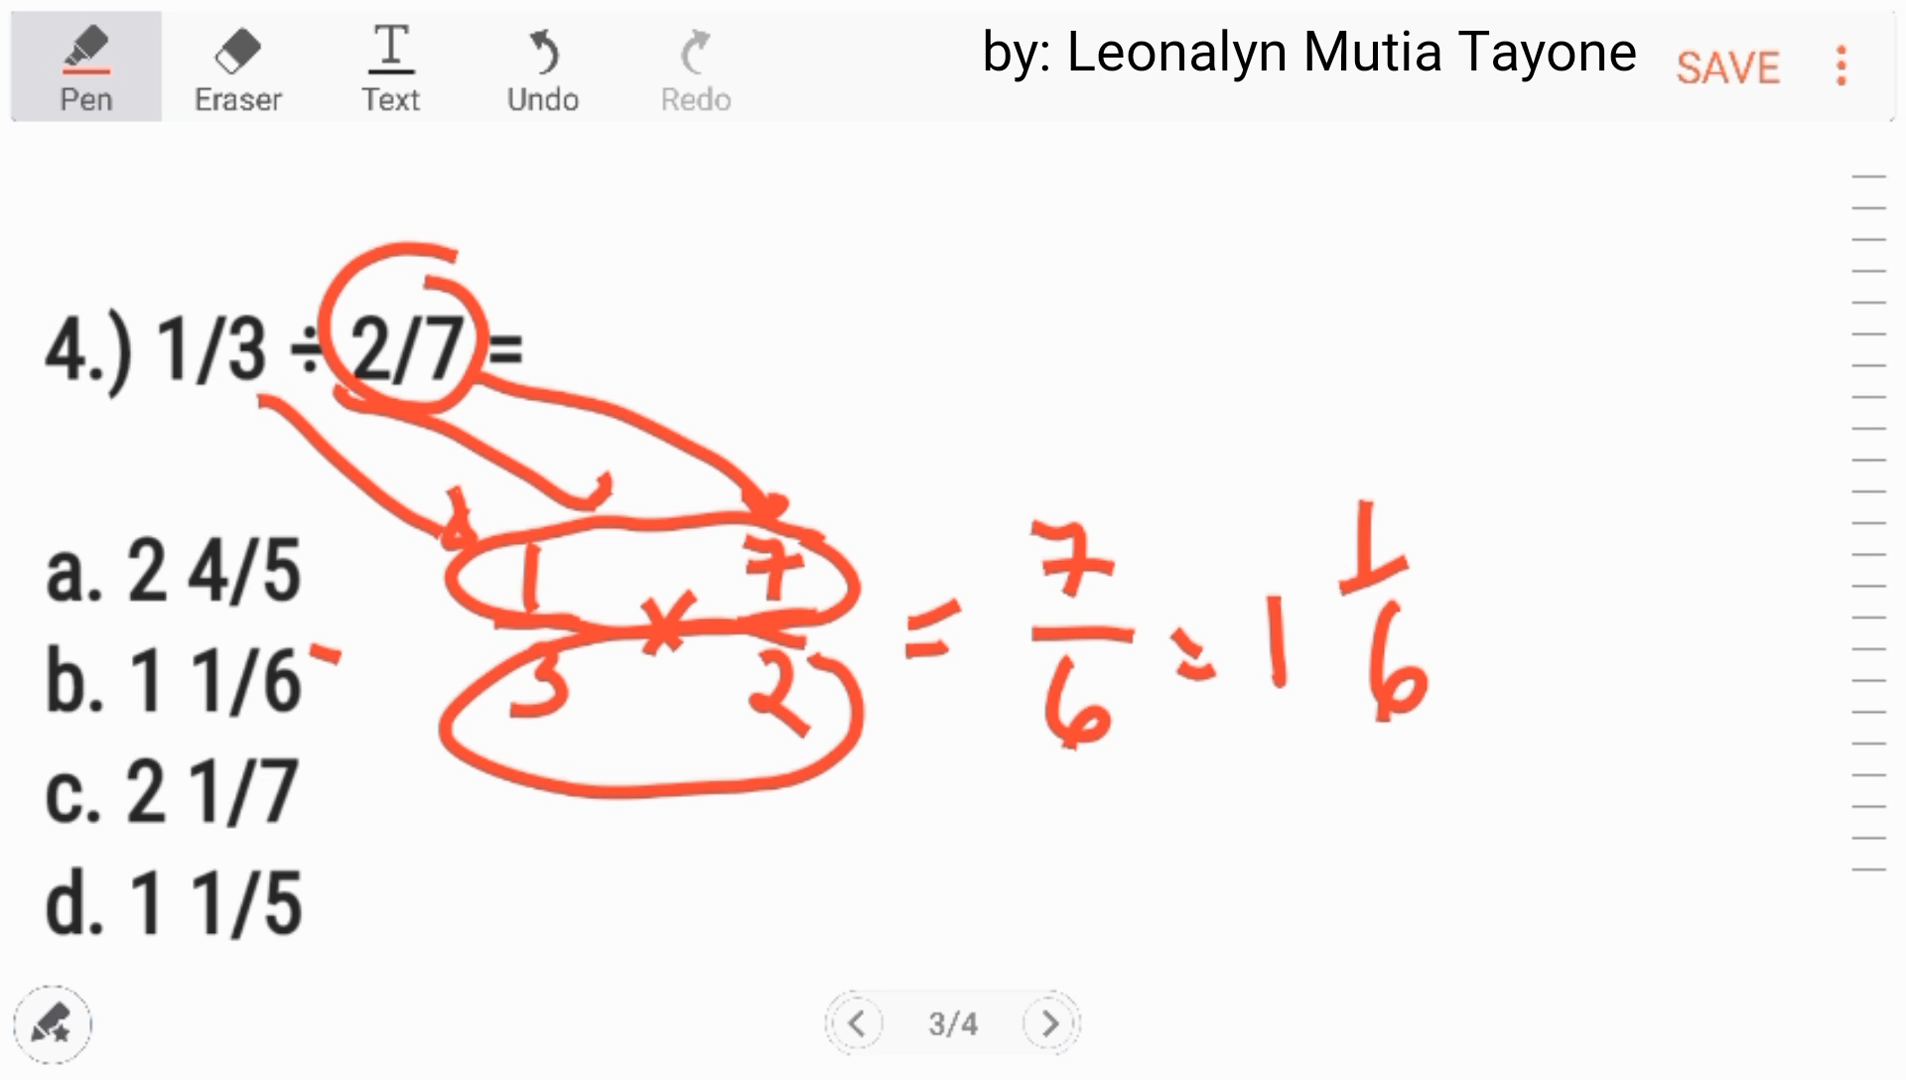 Pen Eraser Text Undo Redo by: Leonalyn Mutia Tayone SAVE
4.) 1/3 ÷ 2/7 =
1 * 7 = 7 = 1 1
3 2 6 6
a. 2 4/5
b. 1 1/6
c. 2 1/7
d. 1 1/5
3/4